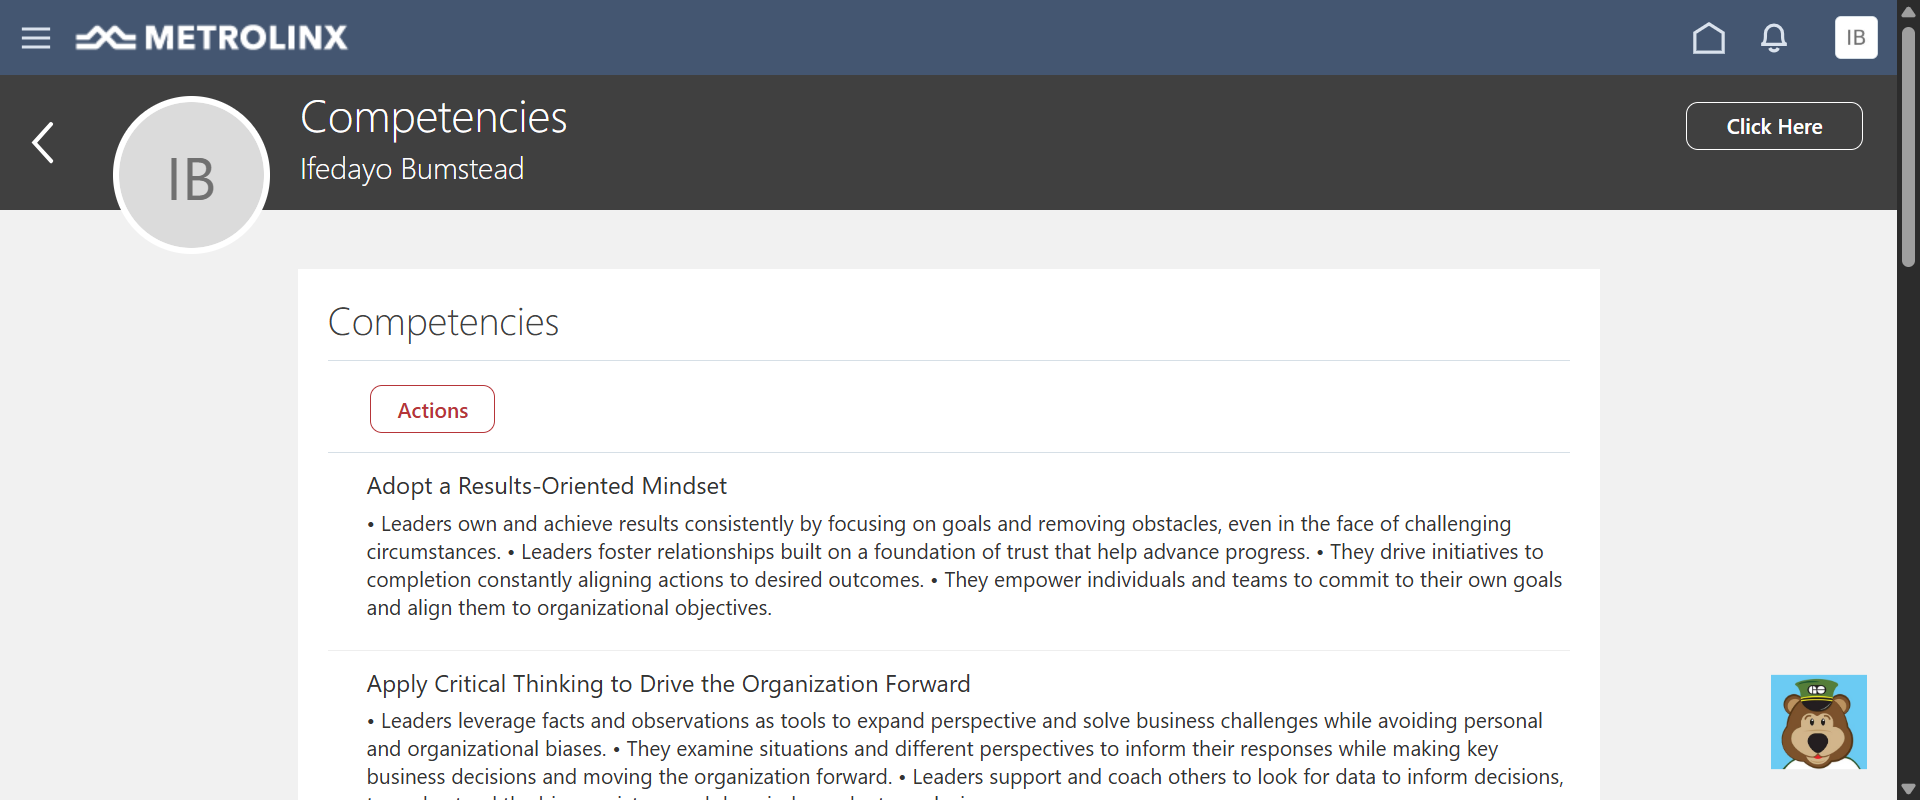 METROLINX
IB
Competencies
Ifedayo Bumstead
IB
Click Here
Competencies
Actions
Adopt a Results-Oriented Mindset
• Leaders own and achieve results consistently by focusing on goals and removing obstacles, even in the face of challenging
circumstances. • Leaders foster relationships built on a foundation of trust that help advance progress. • They drive initiatives to
completion constantly aligning actions to desired outcomes. • They empower individuals and teams to commit to their own goals
and align them to organizational objectives.
Apply Critical Thinking to Drive the Organization Forward
• Leaders leverage facts and observations as tools to expand perspective and solve business challenges while avoiding personal
and organizational biases. • They examine situations and different perspectives to inform their responses while making key
business decisions and moving the organization forward. • Leaders support and coach others to look for data to inform decisions,
GO